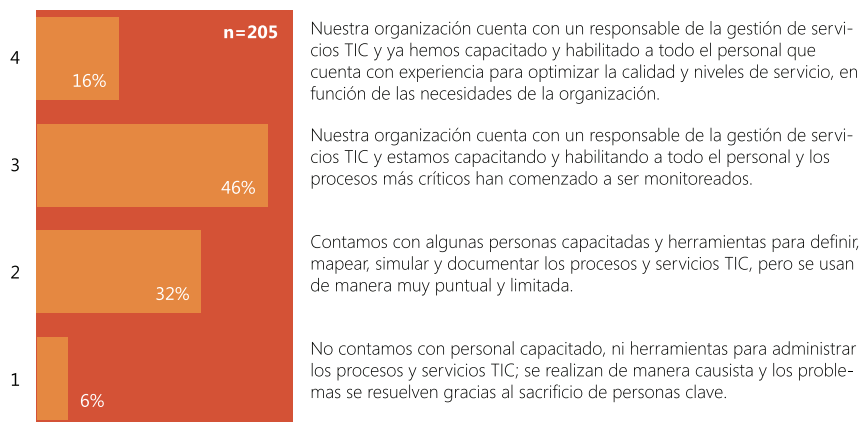 n=205
4
16%
Nuestra organización cuenta con un responsable de la gestión de servi-
cios TIC y ya hemos capacitado y habilitado a todo el personal que
cuenta con experiencia para optimizar la calidad y niveles de servicio, en
función de las necesidades de la organización.
3
46%
Nuestra organización cuenta con un responsable de la gestión de servi-
cios TIC y estamos capacitando y habilitando a todo el personal y los
procesos más críticos han comenzado a ser monitoreados.
2
32%
Contamos con algunas personas capacitadas y herramientas para definir,
mapear, simular y documentar los procesos y servicios TIC, pero se usan
de manera muy puntual y limitada.
1
6%
No contamos con personal capacitado, ni herramientas para administrar
los procesos y servicios TIC; se realizan de manera causista y los proble-
mas se resuelven gracias al sacrificio de personas clave.